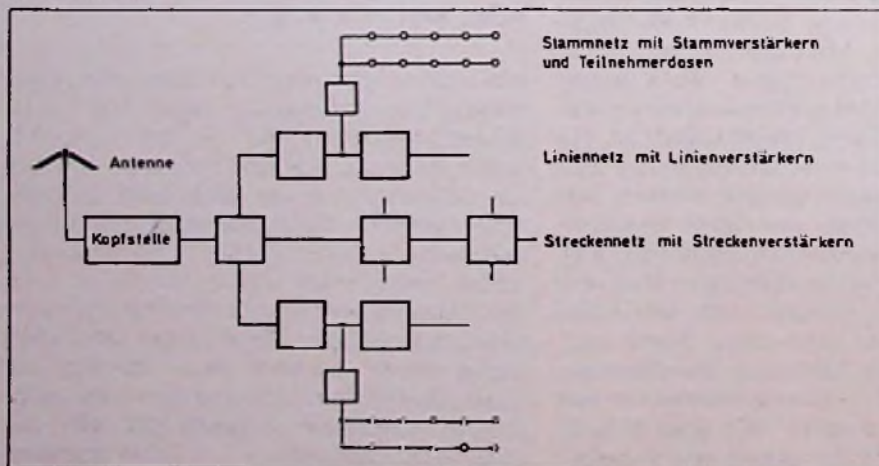 Stammnetz mit Stammverstärkern
und Teilnehmerdosen
Antenne
Liniennetz mit Linienverstärkern
Kopfstelle
Streckennetz mit Streckenverstärkern